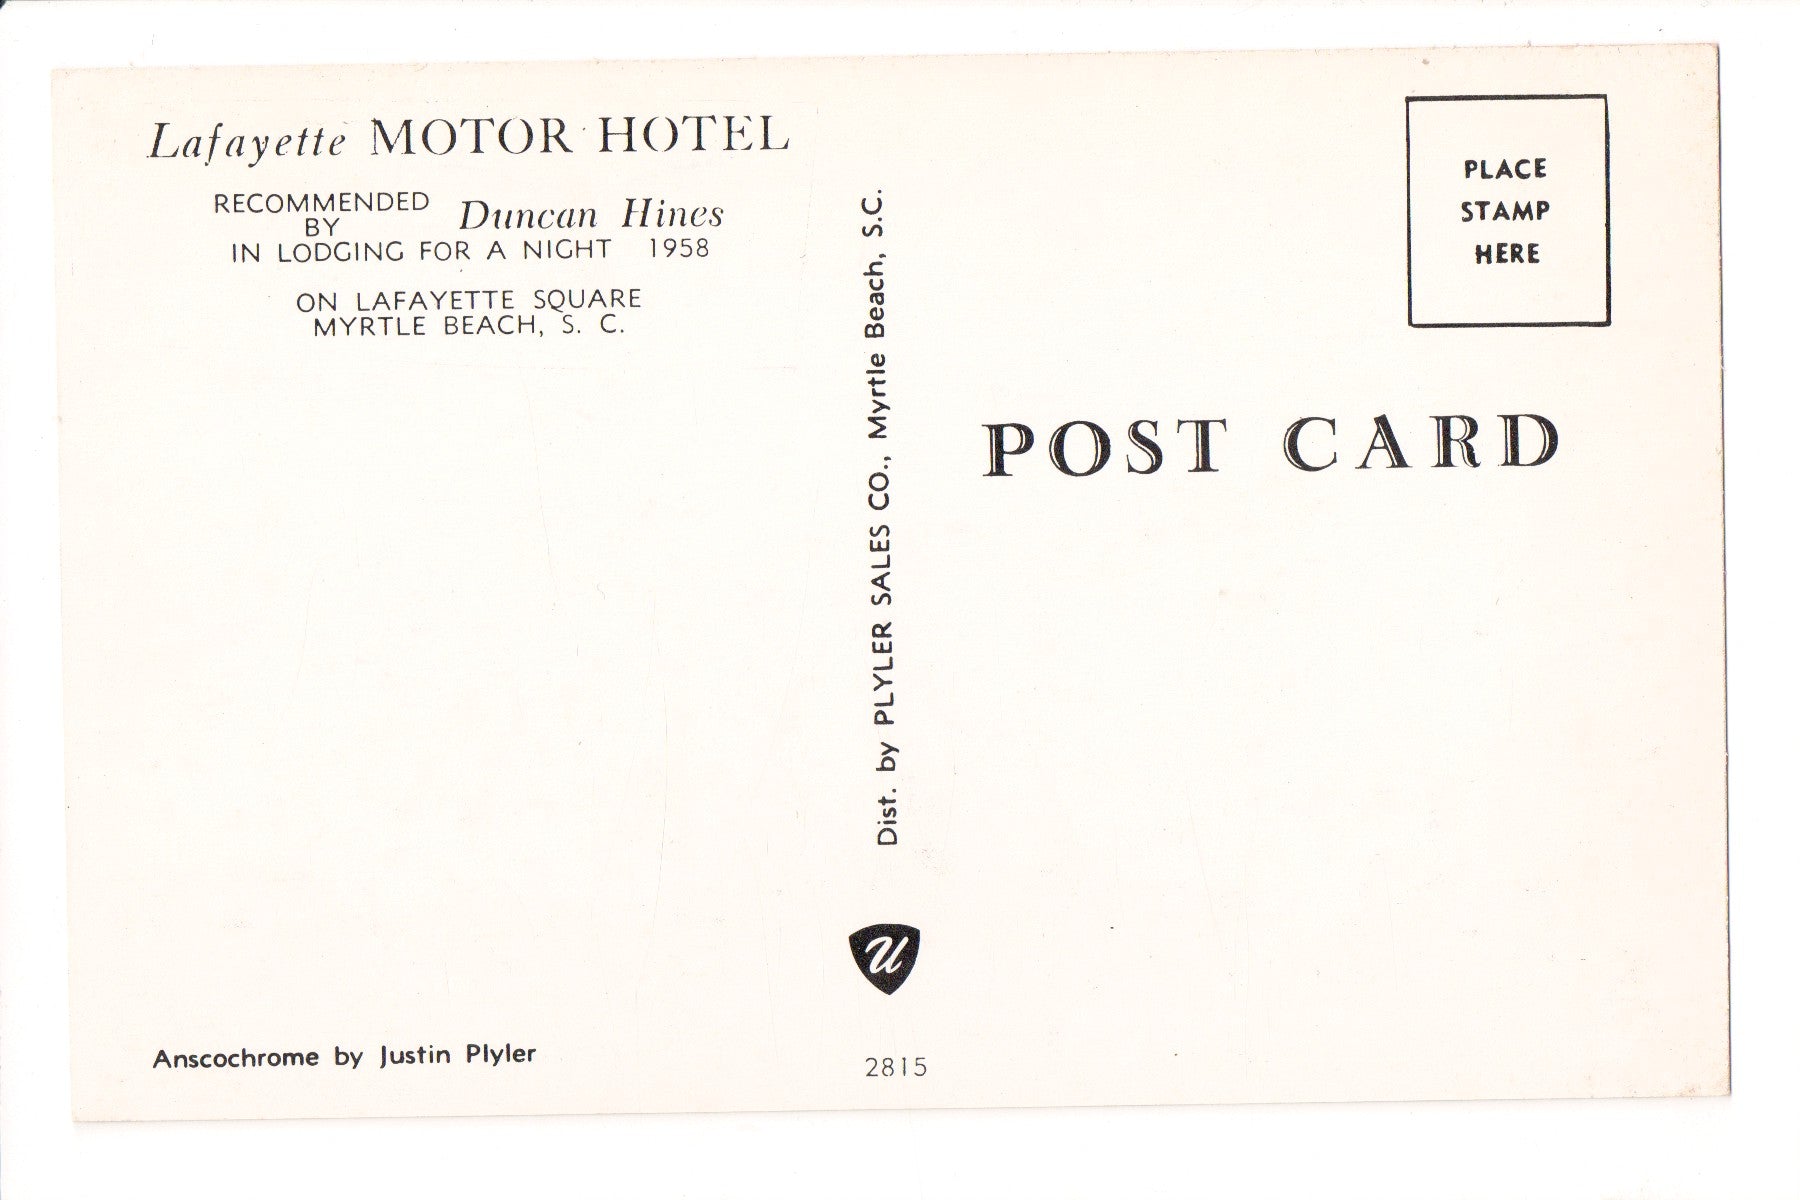 Lafayette MOTOR HOTEL
RECOMMENDED
BY
Duncan Hines
IN LODGING FOR A NIGHT 1958
ON LAFAYETTE SQUARE
MYRTLE BEACH, S. C.
Anscochrome by Justin Plyler
Dist. by PLYLER SALES CO., Myrtle Beach, S.C.
U
2815
PLACE
STAMP
HERE
POST CARD